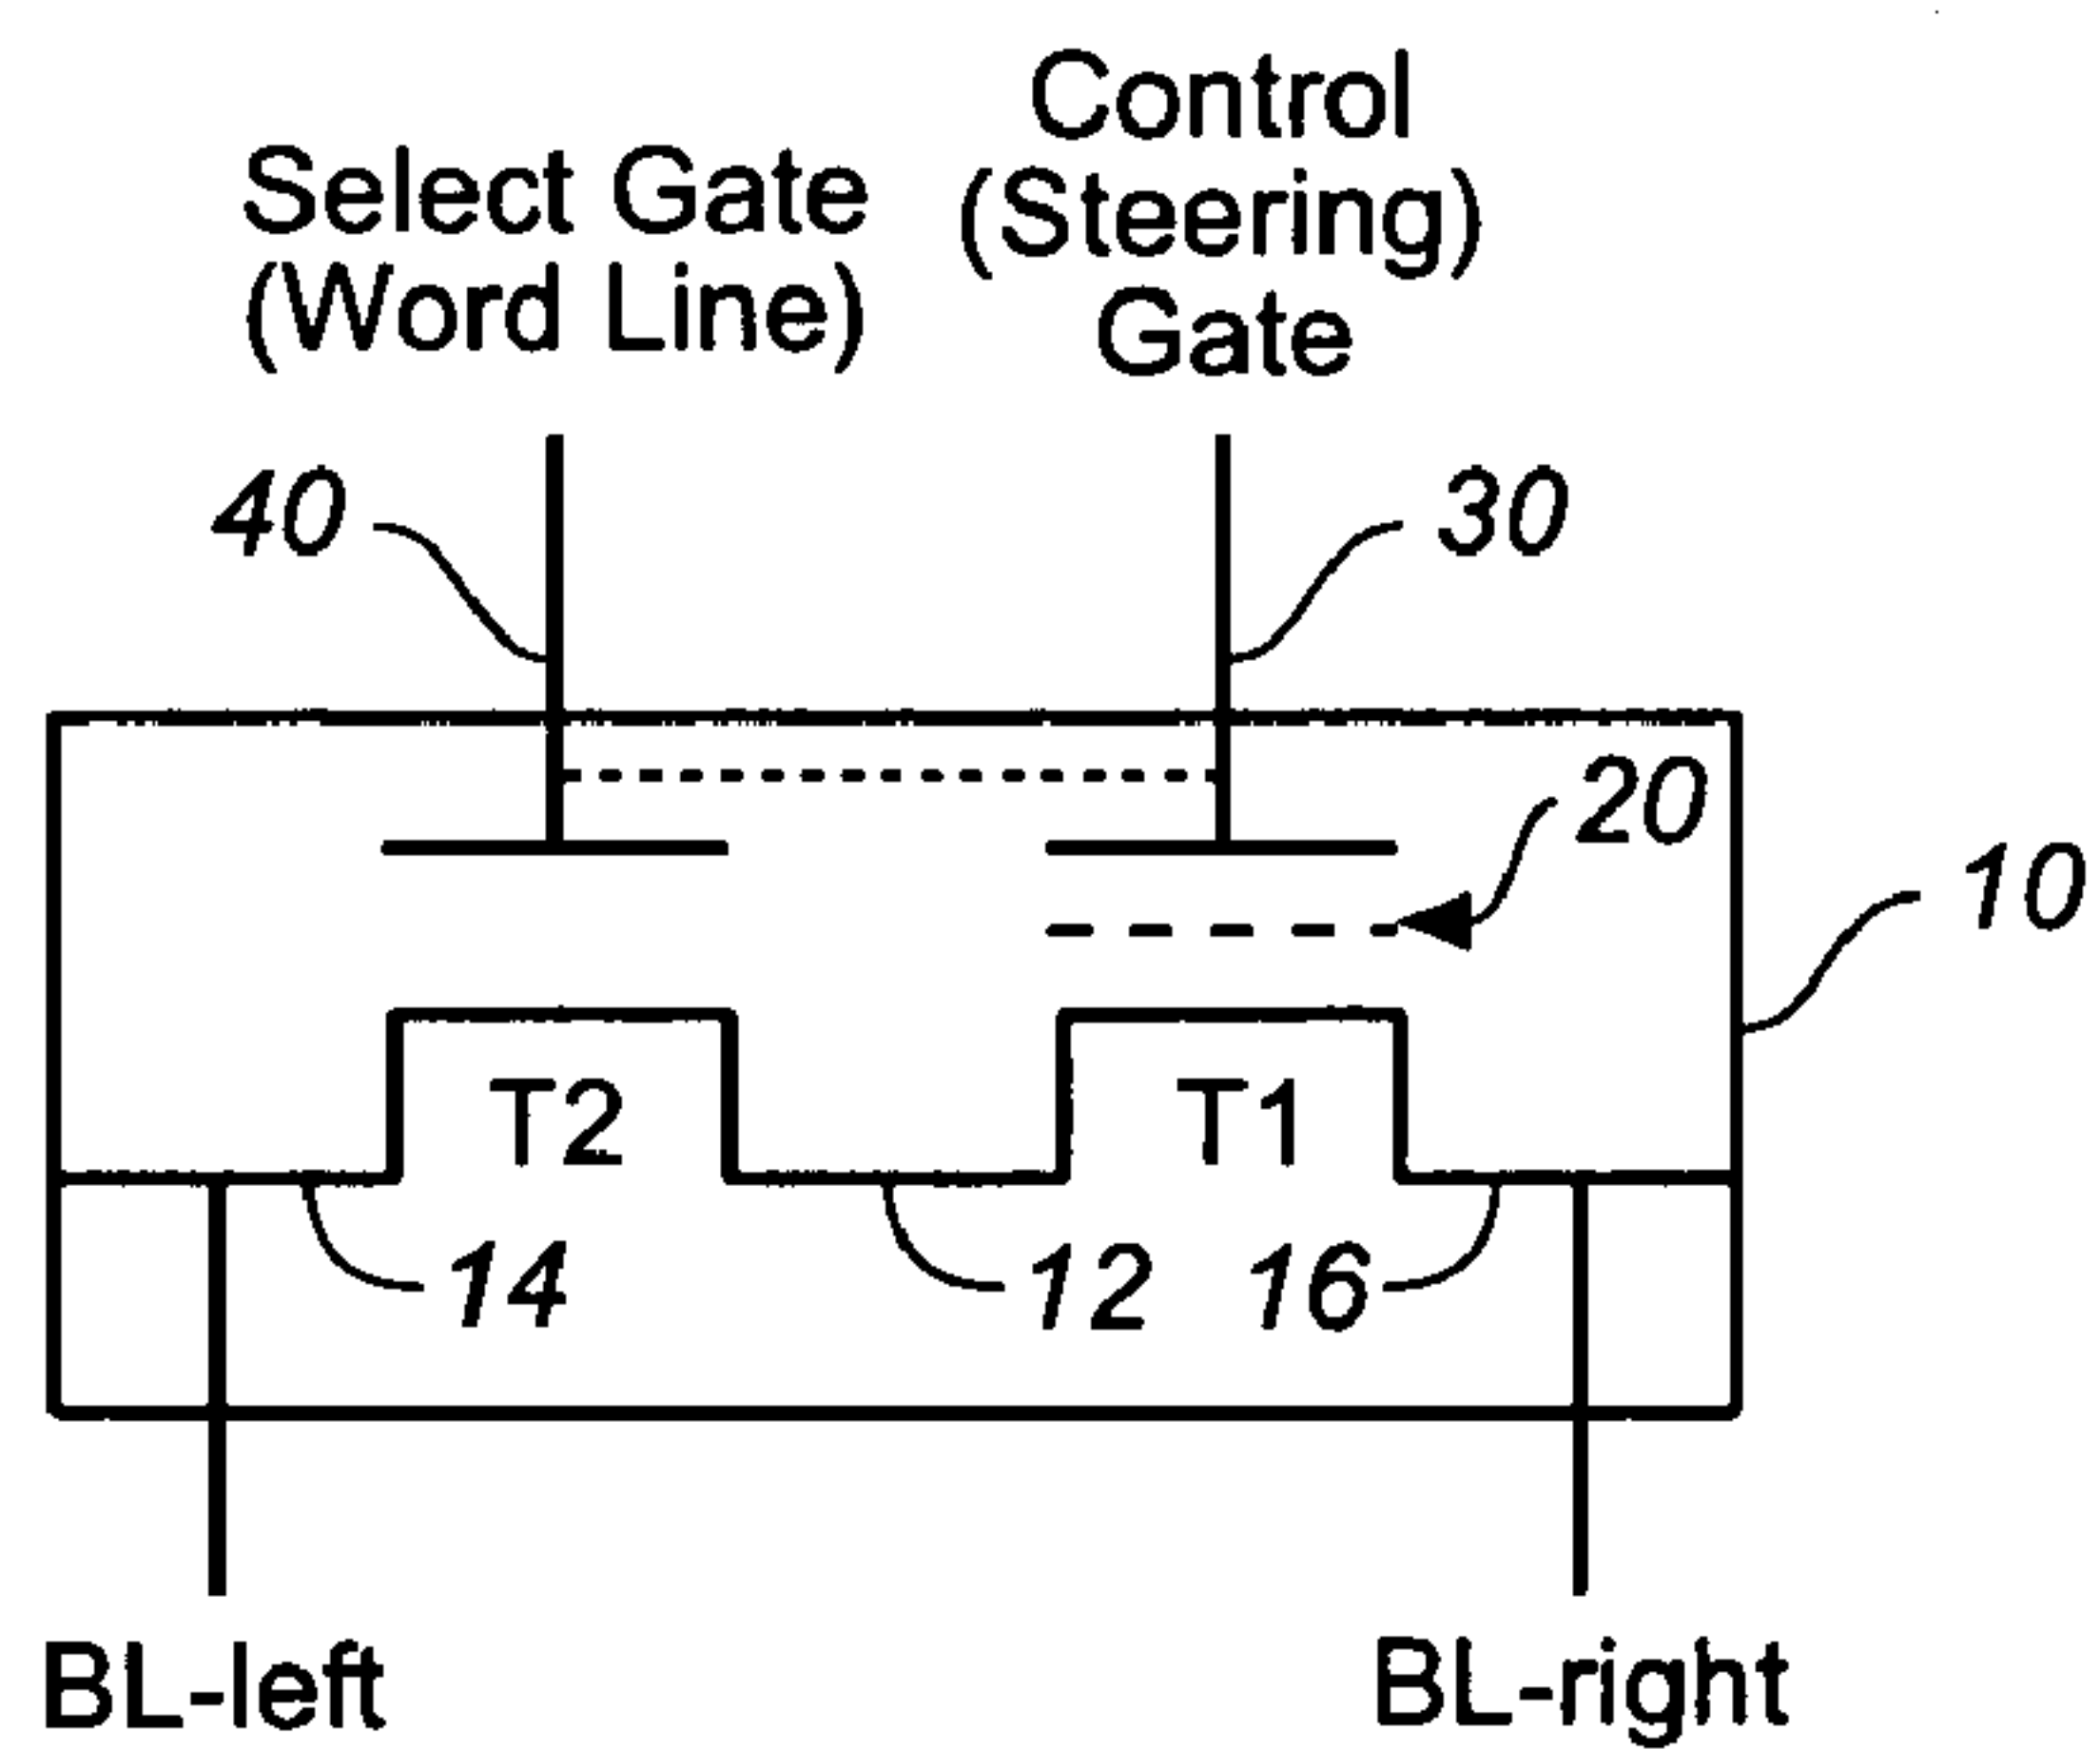 Select Gate
(Word Line)
Control
(Steering)
Gate
40
30
20
10
T2
T1
14
12
16
BL-left
BL-right